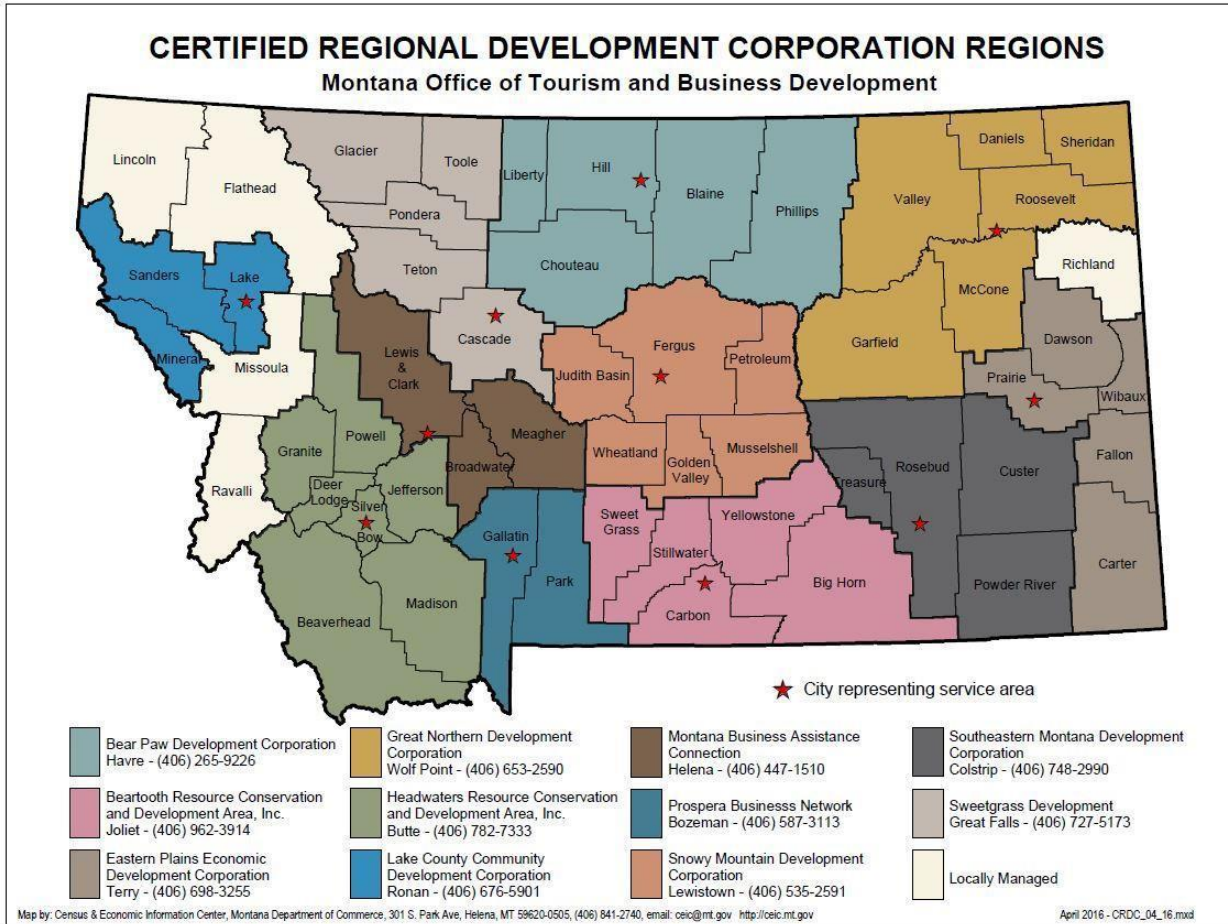 CERTIFIED REGIONAL DEVELOPMENT CORPORATION REGIONS
Montana Office of Tourism and Business Development
Lincoln
Flathead
Glacier
Toole
Liberty
Hill
Blaine
Phillips
Valley
Daniels
Sheridan
Roosevelt
Pondera
Teton
Chouteau
Sanders
Lake
Richland
McCone
Garfield
Dawson
Mineral
Missoula
Lewis
& Clark
Cascade
Judith Basin
Fergus
Petroleum
Prairie
Wibaux
Granite
Powell
Meagher
Broadwater
Wheatland
Golden
Valley
Musselshell
Treasure
Rosebud
Custer
Fallon
Ravalli
Deer
Lodge
Silver
Bow
Jefferson
Gallatin
Park
Sweet
Grass
Stillwater
Yellowstone
Big Horn
Carbon
Powder River
Carter
Beaverhead
Madison
City representing service area
Bear Paw Development Corporation
Havre - (406) 265-9226
Beartooth Resource Conservation
and Development Area, Inc.
Joliet - (406) 962-3914
Eastern Plains Economic
Development Corporation
Terry - (406) 698-3255
Great Northern Development
Corporation
Wolf Point - (406) 653-2590
Headwaters Resource Conservation
and Development Area, Inc.
Butte - (406) 782-7333
Lake County Community
Development Corporation
Ronan - (406) 676-5901
Montana Business Assistance
Connection
Helena - (406) 447-1510
Prospera Businesss Network
Bozeman - (406) 587-3113
Snowy Mountain Development
Corporation
Lewistown - (406) 535-2591
Southeastern Montana Development
Corporation
Colstrip - (406) 748-2990
Sweetgrass Development
Great Falls - (406) 727-5173
Locally Managed
Map by: Census & Economic Information Center, Montana Department of Commerce, 301 S. Park Ave, Helena, MT 59620-0505, (406) 841-2740, email: ceic@mt.gov http://ceic.mt.gov
April 2016 - CRDC_04_16.mxd